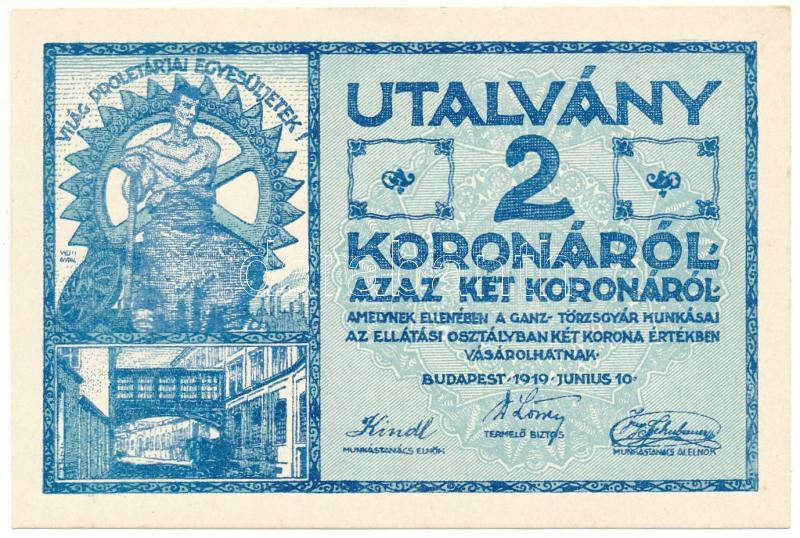 VILÁG PROLETÁRJAI EGYESÜLJETEK!
UTALVÁNY
2
KORONÁRÓL·
AZAZ KÉT KORONÁRÓL·
AMELYNEK ELLENÉBEN A GANZ- TÖRZSGYÁR MUNKÁSAI
AZ ELLÁTÁSI OSZTÁLYBAN KÉT KORONA ÉRTÉKBEN
VÁSÁROLHATNAK·
BUDAPEST·1919·JUNIUS 10·
Kindl
MUNKÁSTANÁCS ELNÖK
TERMELŐ BIZTOS
MUNKÁSTANÁCS ALELNÖK